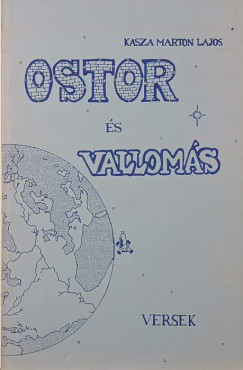 KASZA MARTON LAJOS
OSTOR
ÉS
VALLOMÁS
VERSEK